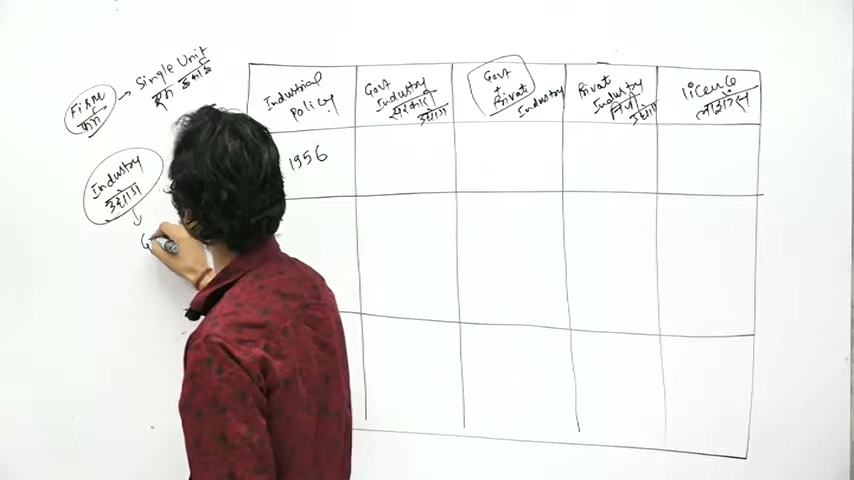 Firm → Single Unit
फर्म एक इकाई
Industry
उद्योग
↓
G
Industrial
Policy
Govt
Industry
सरकारी
उद्योग
Govt
+
Private
Industry
Privat
Industry
निजी
उद्योग
licence
लाइसेंस
1956